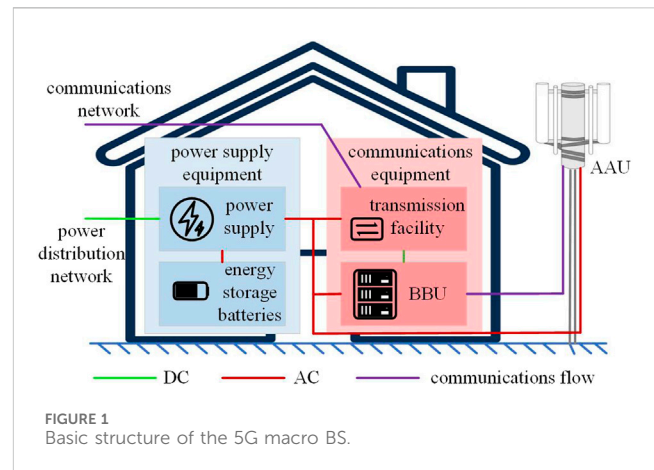 communications
network
power supply
equipment
communications
equipment
AAU
power
supply
transmission
facility
power
distribution
network
energy
storage
batteries
BBU
DC
AC
communications flow
FIGURE 1
Basic structure of the 5G macro BS.